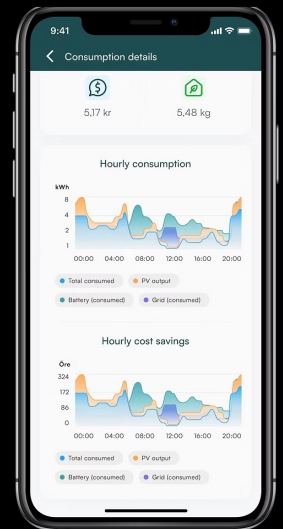 9:41
Consumption details
5,17 kr 5,48 kg
Hourly consumption
kWh
8
4
2
1
00:00 04:00 08:00 12:00 16:00 20:00
Total consumed PV output
Battery (consumed) Grid (consumed)
Hourly cost savings
Öre
324
172
86
0
00:00 04:00 08:00 12:00 16:00 20:00
Total consumed PV output
Battery (consumed) Grid (consumed)